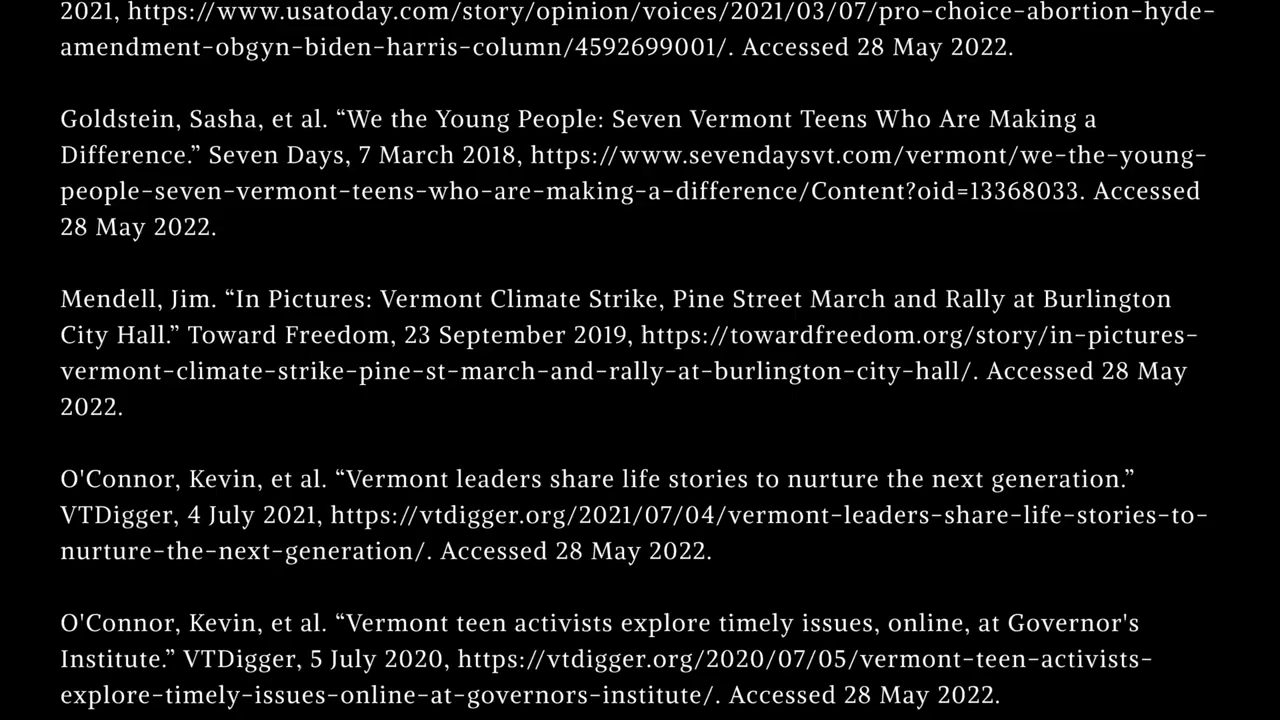 2021, https://www.usatoday.com/story/opinion/voices/2021/03/07/pro-choice-abortion-hyde-
amendment-obgyn-biden-harris-column/4592699001/. Accessed 28 May 2022.
Goldstein, Sasha, et al. “We the Young People: Seven Vermont Teens Who Are Making a
Difference.” Seven Days, 7 March 2018, https://www.sevendaysvt.com/vermont/we-the-young-
people-seven-vermont-teens-who-are-making-a-difference/Content?oid=13368033. Accessed
28 May 2022.
Mendell, Jim. “In Pictures: Vermont Climate Strike, Pine Street March and Rally at Burlington
City Hall.” Toward Freedom, 23 September 2019, https://towardfreedom.org/story/in-pictures-
vermont-climate-strike-pine-st-march-and-rally-at-burlington-city-hall/. Accessed 28 May
2022.
O'Connor, Kevin, et al. “Vermont leaders share life stories to nurture the next generation.”
VTDigger, 4 July 2021, https://vtdigger.org/2021/07/04/vermont-leaders-share-life-stories-to-
nurture-the-next-generation/. Accessed 28 May 2022.
O'Connor, Kevin, et al. “Vermont teen activists explore timely issues, online, at Governor's
Institute.” VTDigger, 5 July 2020, https://vtdigger.org/2020/07/05/vermont-teen-activists-
explore-timely-issues-online-at-governors-institute/. Accessed 28 May 2022.